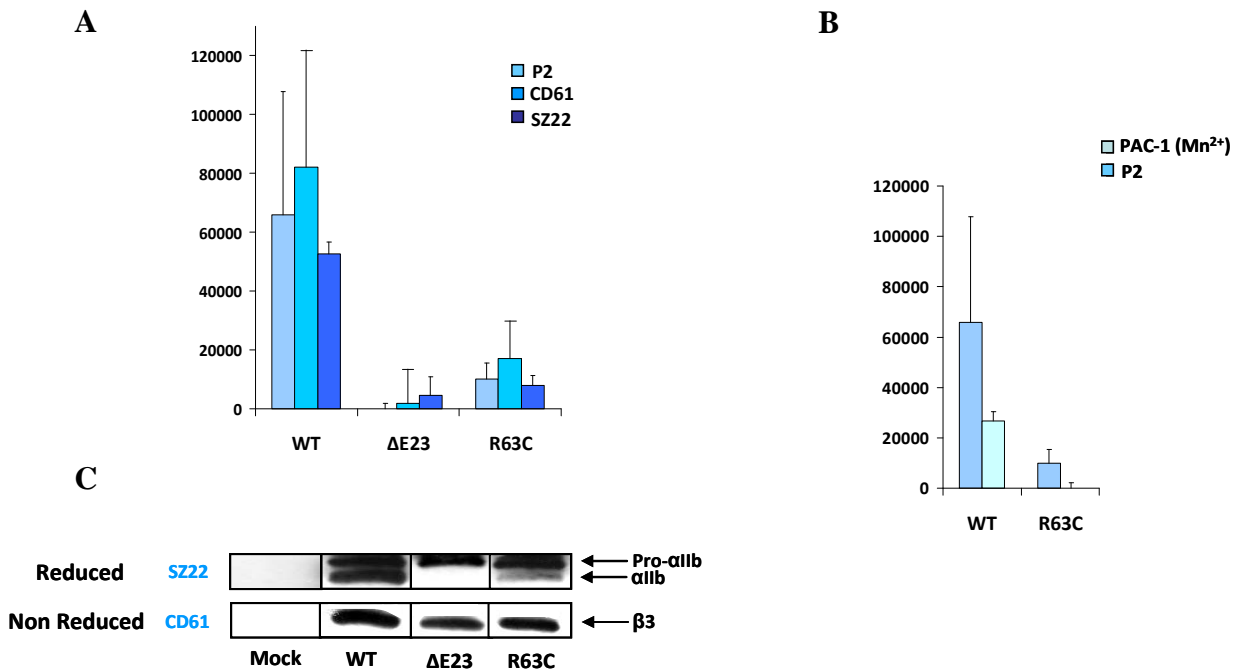 A
120000
100000
80000
60000
40000
20000
0
P2
CD61
SZ22
WT
ΔE23
R63C
B
PAC-1 (Mn²⁺)
P2
120000
100000
80000
60000
40000
20000
0
WT
R63C
C
Reduced SZ22
Pro-αIIb
αIIb
Non Reduced CD61
β3
Mock WT ΔE23 R63C